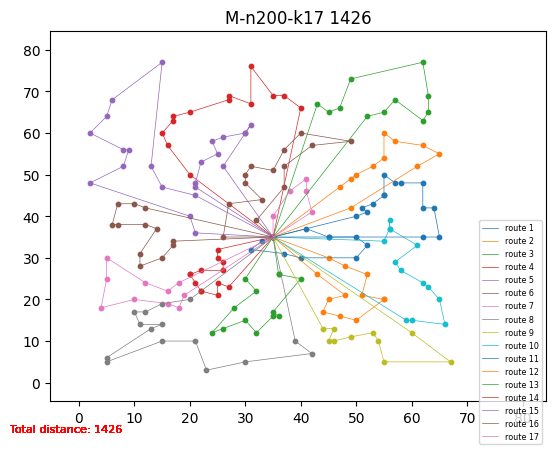 M-n200-k17 1426
80
70
60
50
40
30
20
10
0
0
10
20
30
40
50
60
70
80
route 1
route 2
route 3
route 4
route 5
route 6
route 7
route 8
route 9
route 10
route 11
route 12
route 13
route 14
route 15
route 16
route 17
Total distance: 1426